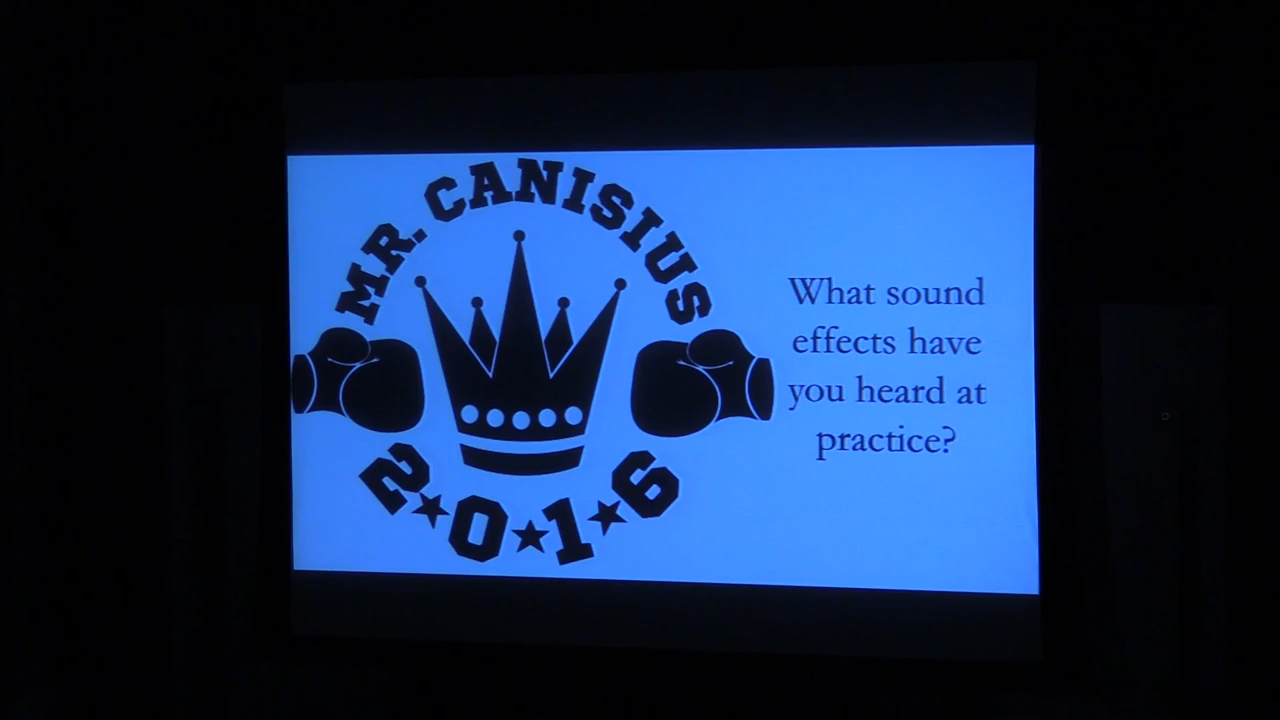 MR. CANISIUS
2★0★1★6
What sound
effects have
you heard at
practice?